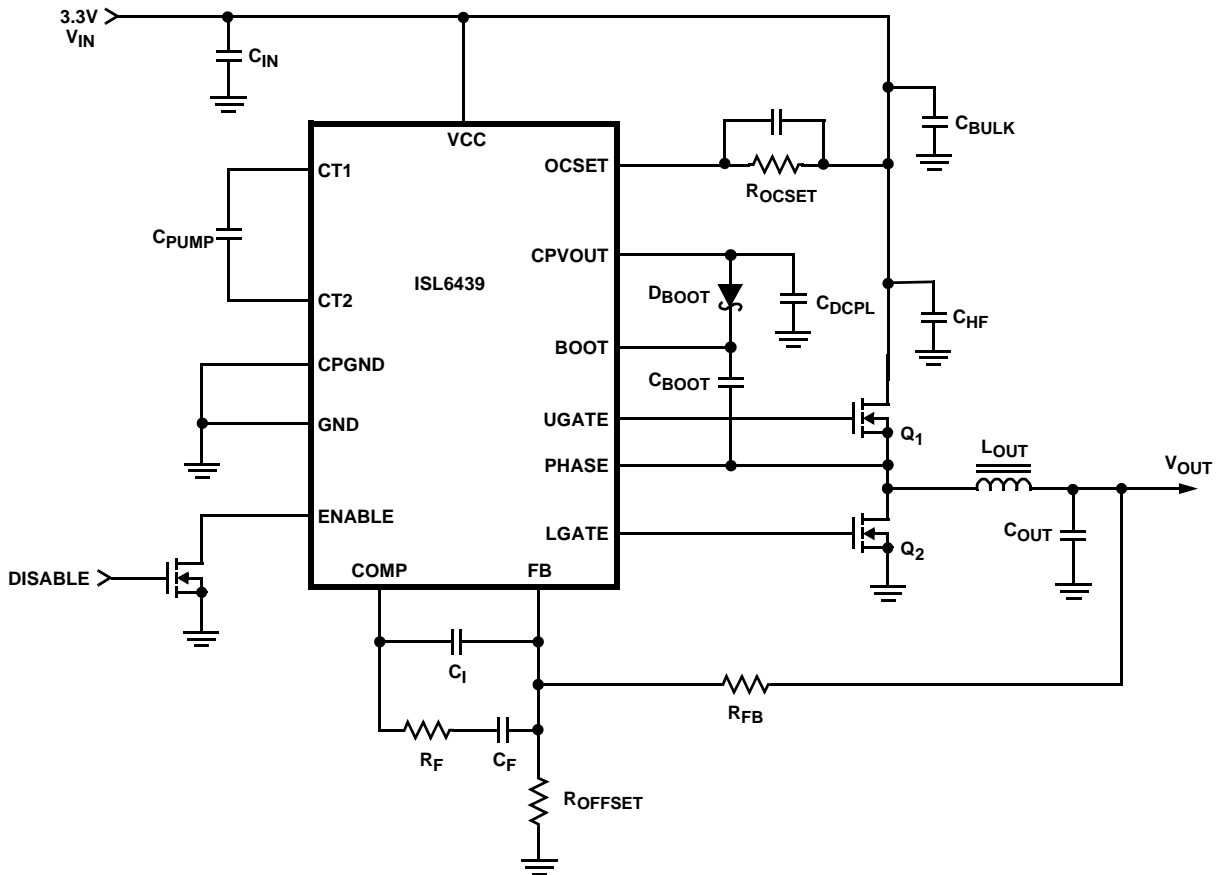 3.3V
VIN
CIN
CBULK
VCC
OCSET
ROCSET
CT1
CPUMP
CT2
ISL6439
CPVOUT
DBOOT
CDCPL
CHF
BOOT
CBOOT
CPGND
GND
UGATE
Q1
PHASE
LOUT
VOUT
ENABLE
LGATE
Q2
COUT
DISABLE
COMP
FB
CI
RFB
RF
CF
ROFFSET